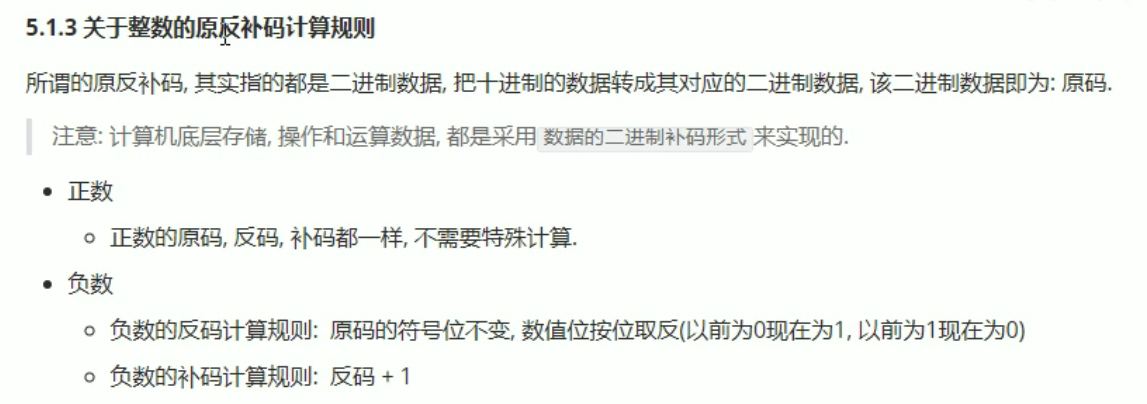 5.1.3 关于整数的原反补码计算规则
所谓的原反补码, 其实指的都是二进制数据, 把十进制的数据转成其对应的二进制数据, 该二进制数据即为: 原码.
注意: 计算机底层存储, 操作和运算数据, 都是采用 数据的二进制补码形式 来实现的.
正数
正数的原码, 反码, 补码都一样, 不需要特殊计算.
负数
负数的反码计算规则: 原码的符号位不变, 数值位按位取反(以前为0现在为1, 以前为1现在为0)
负数的补码计算规则: 反码 + 1